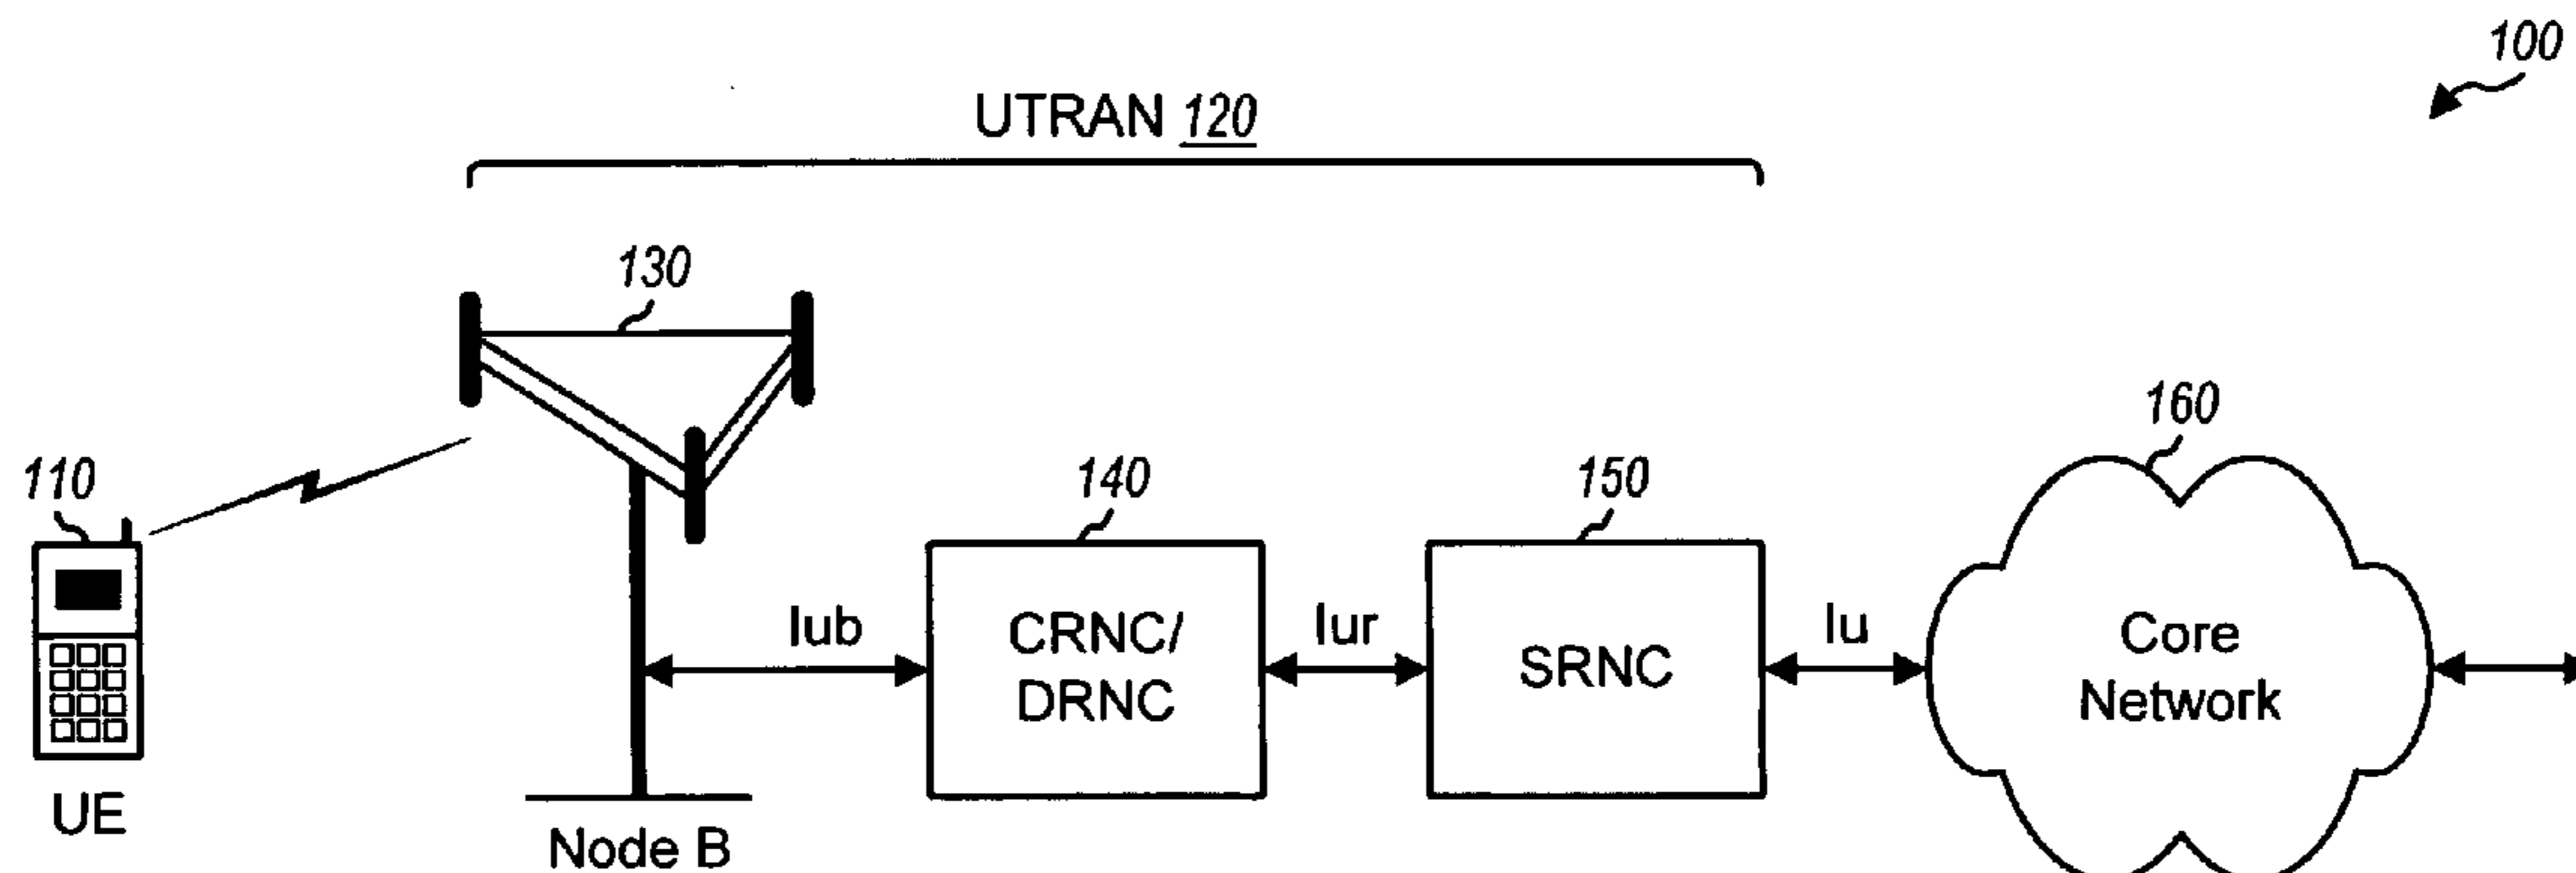 100
UTRAN 120
130
110
140
150
160
Iub
CRNC/
DRNC
Iur
SRNC
Iu
Core
Network
UE
Node B